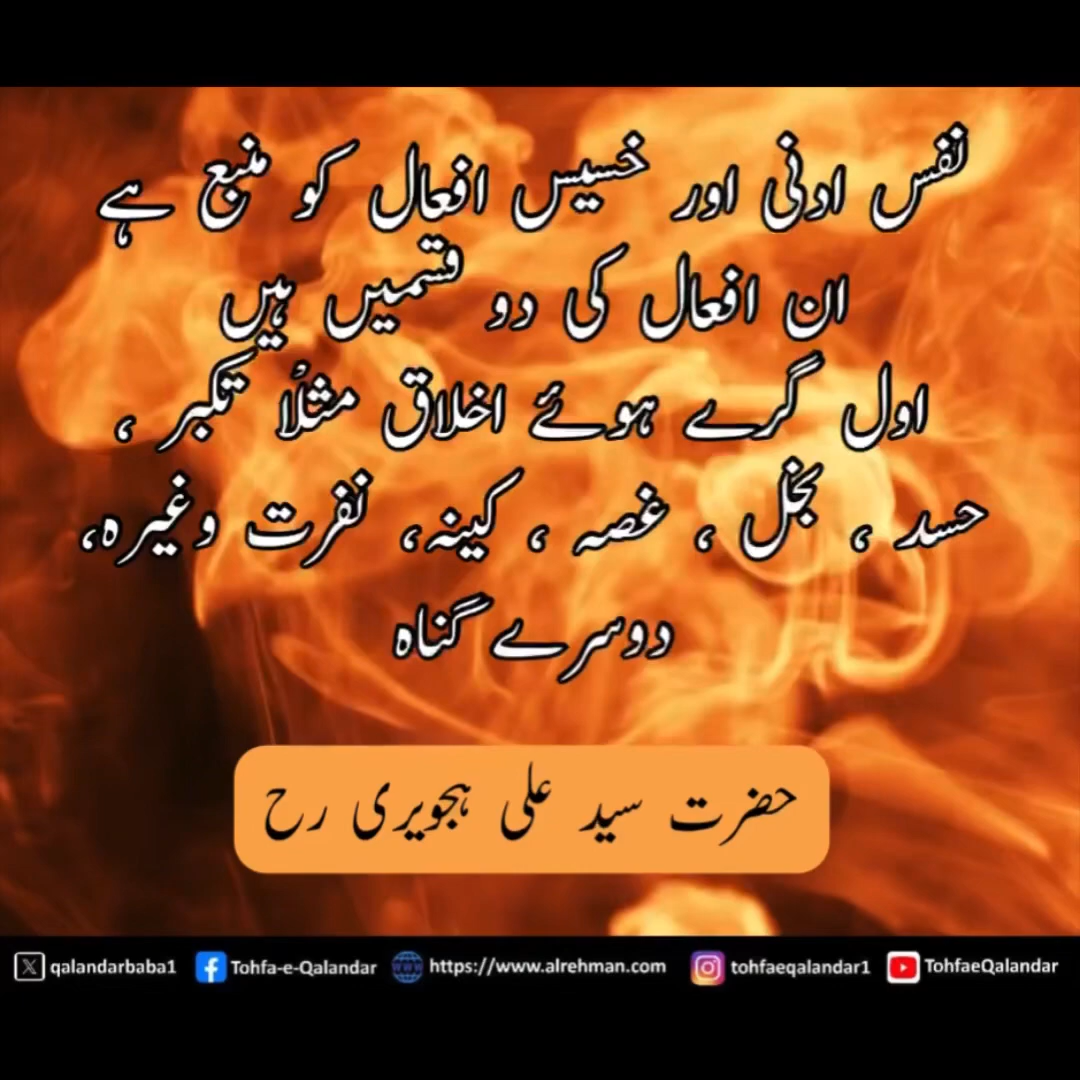 نفس ادنی اور خسیس افعال کو منبع ہے
ان افعال کی دو قسمیں ہیں
اول گرے ہوئے اخلاق مثلاً تکبر ،
حسد ، بخل ، غصہ ، کینہ، نفرت وغیرہ،
دوسرے گناہ
حضرت سید علی ہجویری رح
qalandarbaba1 Tohfa-e-Qalandar https://www.alrehman.com tohfaeqalandar1 TohfaeQalandar